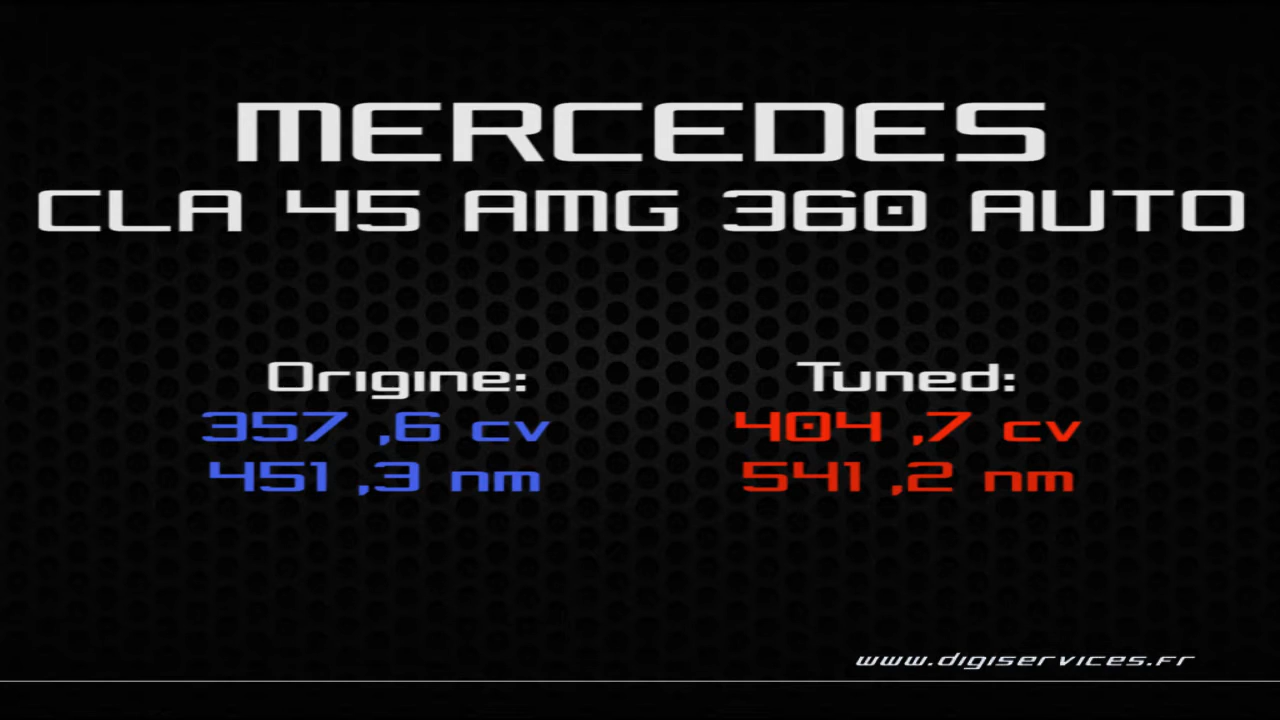 MERCEDES
CLA 45 AMG 360 AUTO
Origine:
357 ,6 cv
451 ,3 nm
Tuned:
404 ,7 cv
541 ,2 nm
www.digiservices.fr